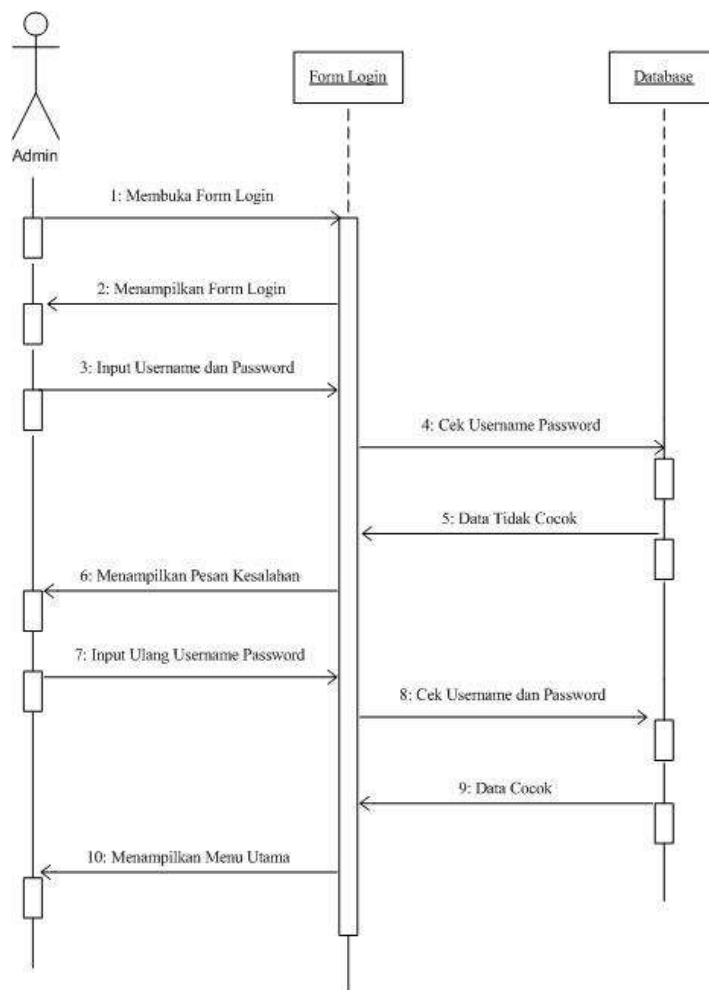 Form Login
Database
Admin
1: Membuka Form Login
2: Menampilkan Form Login
3: Input Username dan Password
4: Cek Username Password
5: Data Tidak Cocok
6: Menampilkan Pesan Kesalahan
7: Input Ulang Username Password
8: Cek Username dan Password
9: Data Cocok
10: Menampilkan Menu Utama